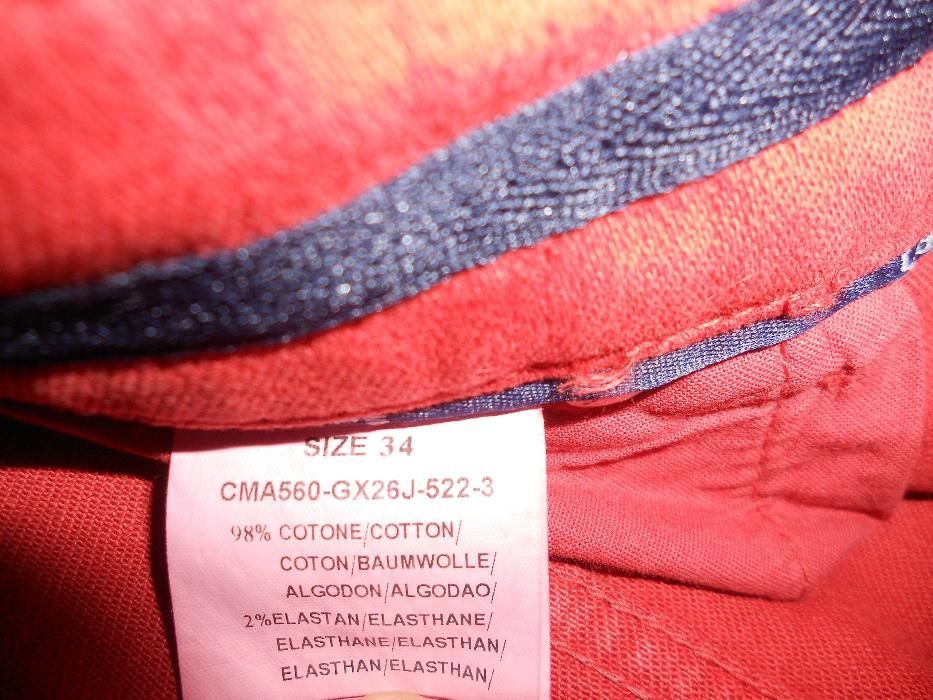 SIZE 34
CMA560-GX26J-522-3
98% COTONE/COTTON/
COTON/BAUMWOLLE/
ALGODON/ALGODAO/
2%ELASTAN/ELASTHANE/
ELASTHANE/ELASTHAN/
ELASTHAN/ELASTHAN/